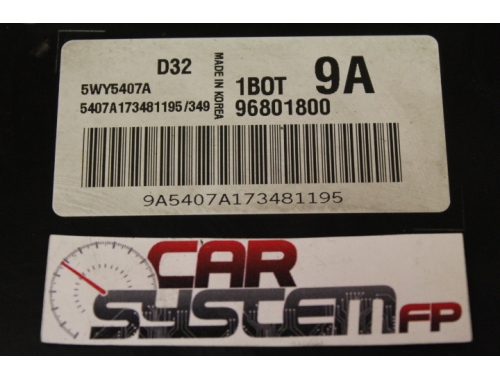 D32
5WY5407A
5407A173481195/349
MADE IN KOREA
1BOT 9A
96801800
9A5407A173481195
CAR
SYSTEM FP